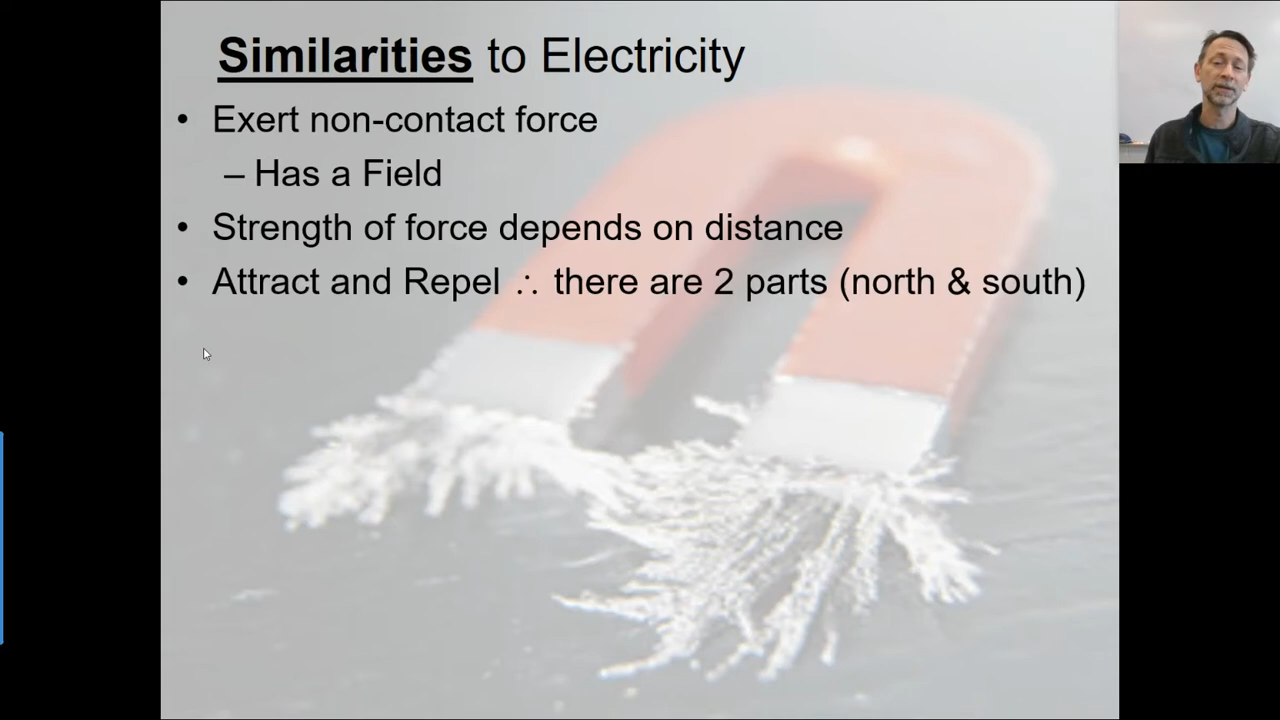 Similarities to Electricity
• Exert non-contact force
– Has a Field
• Strength of force depends on distance
• Attract and Repel ∴ there are 2 parts (north & south)